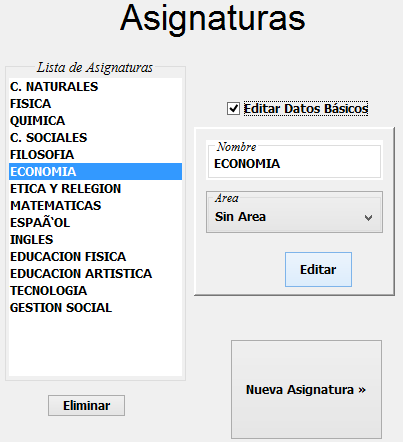 Asignaturas
Lista de Asignaturas
C. NATURALES
FISICA
QUIMICA
C. SOCIALES
FILOSOFIA
ECONOMIA
ETICA Y RELEGION
MATEMATICAS
ESPAÃ‘OL
INGLES
EDUCACION FISICA
EDUCACION ARTISTICA
TECNOLOGIA
GESTION SOCIAL
Eliminar
Editar Datos Básicos
Nombre
ECONOMIA
Area
Sin Area
Editar
Nueva Asignatura »